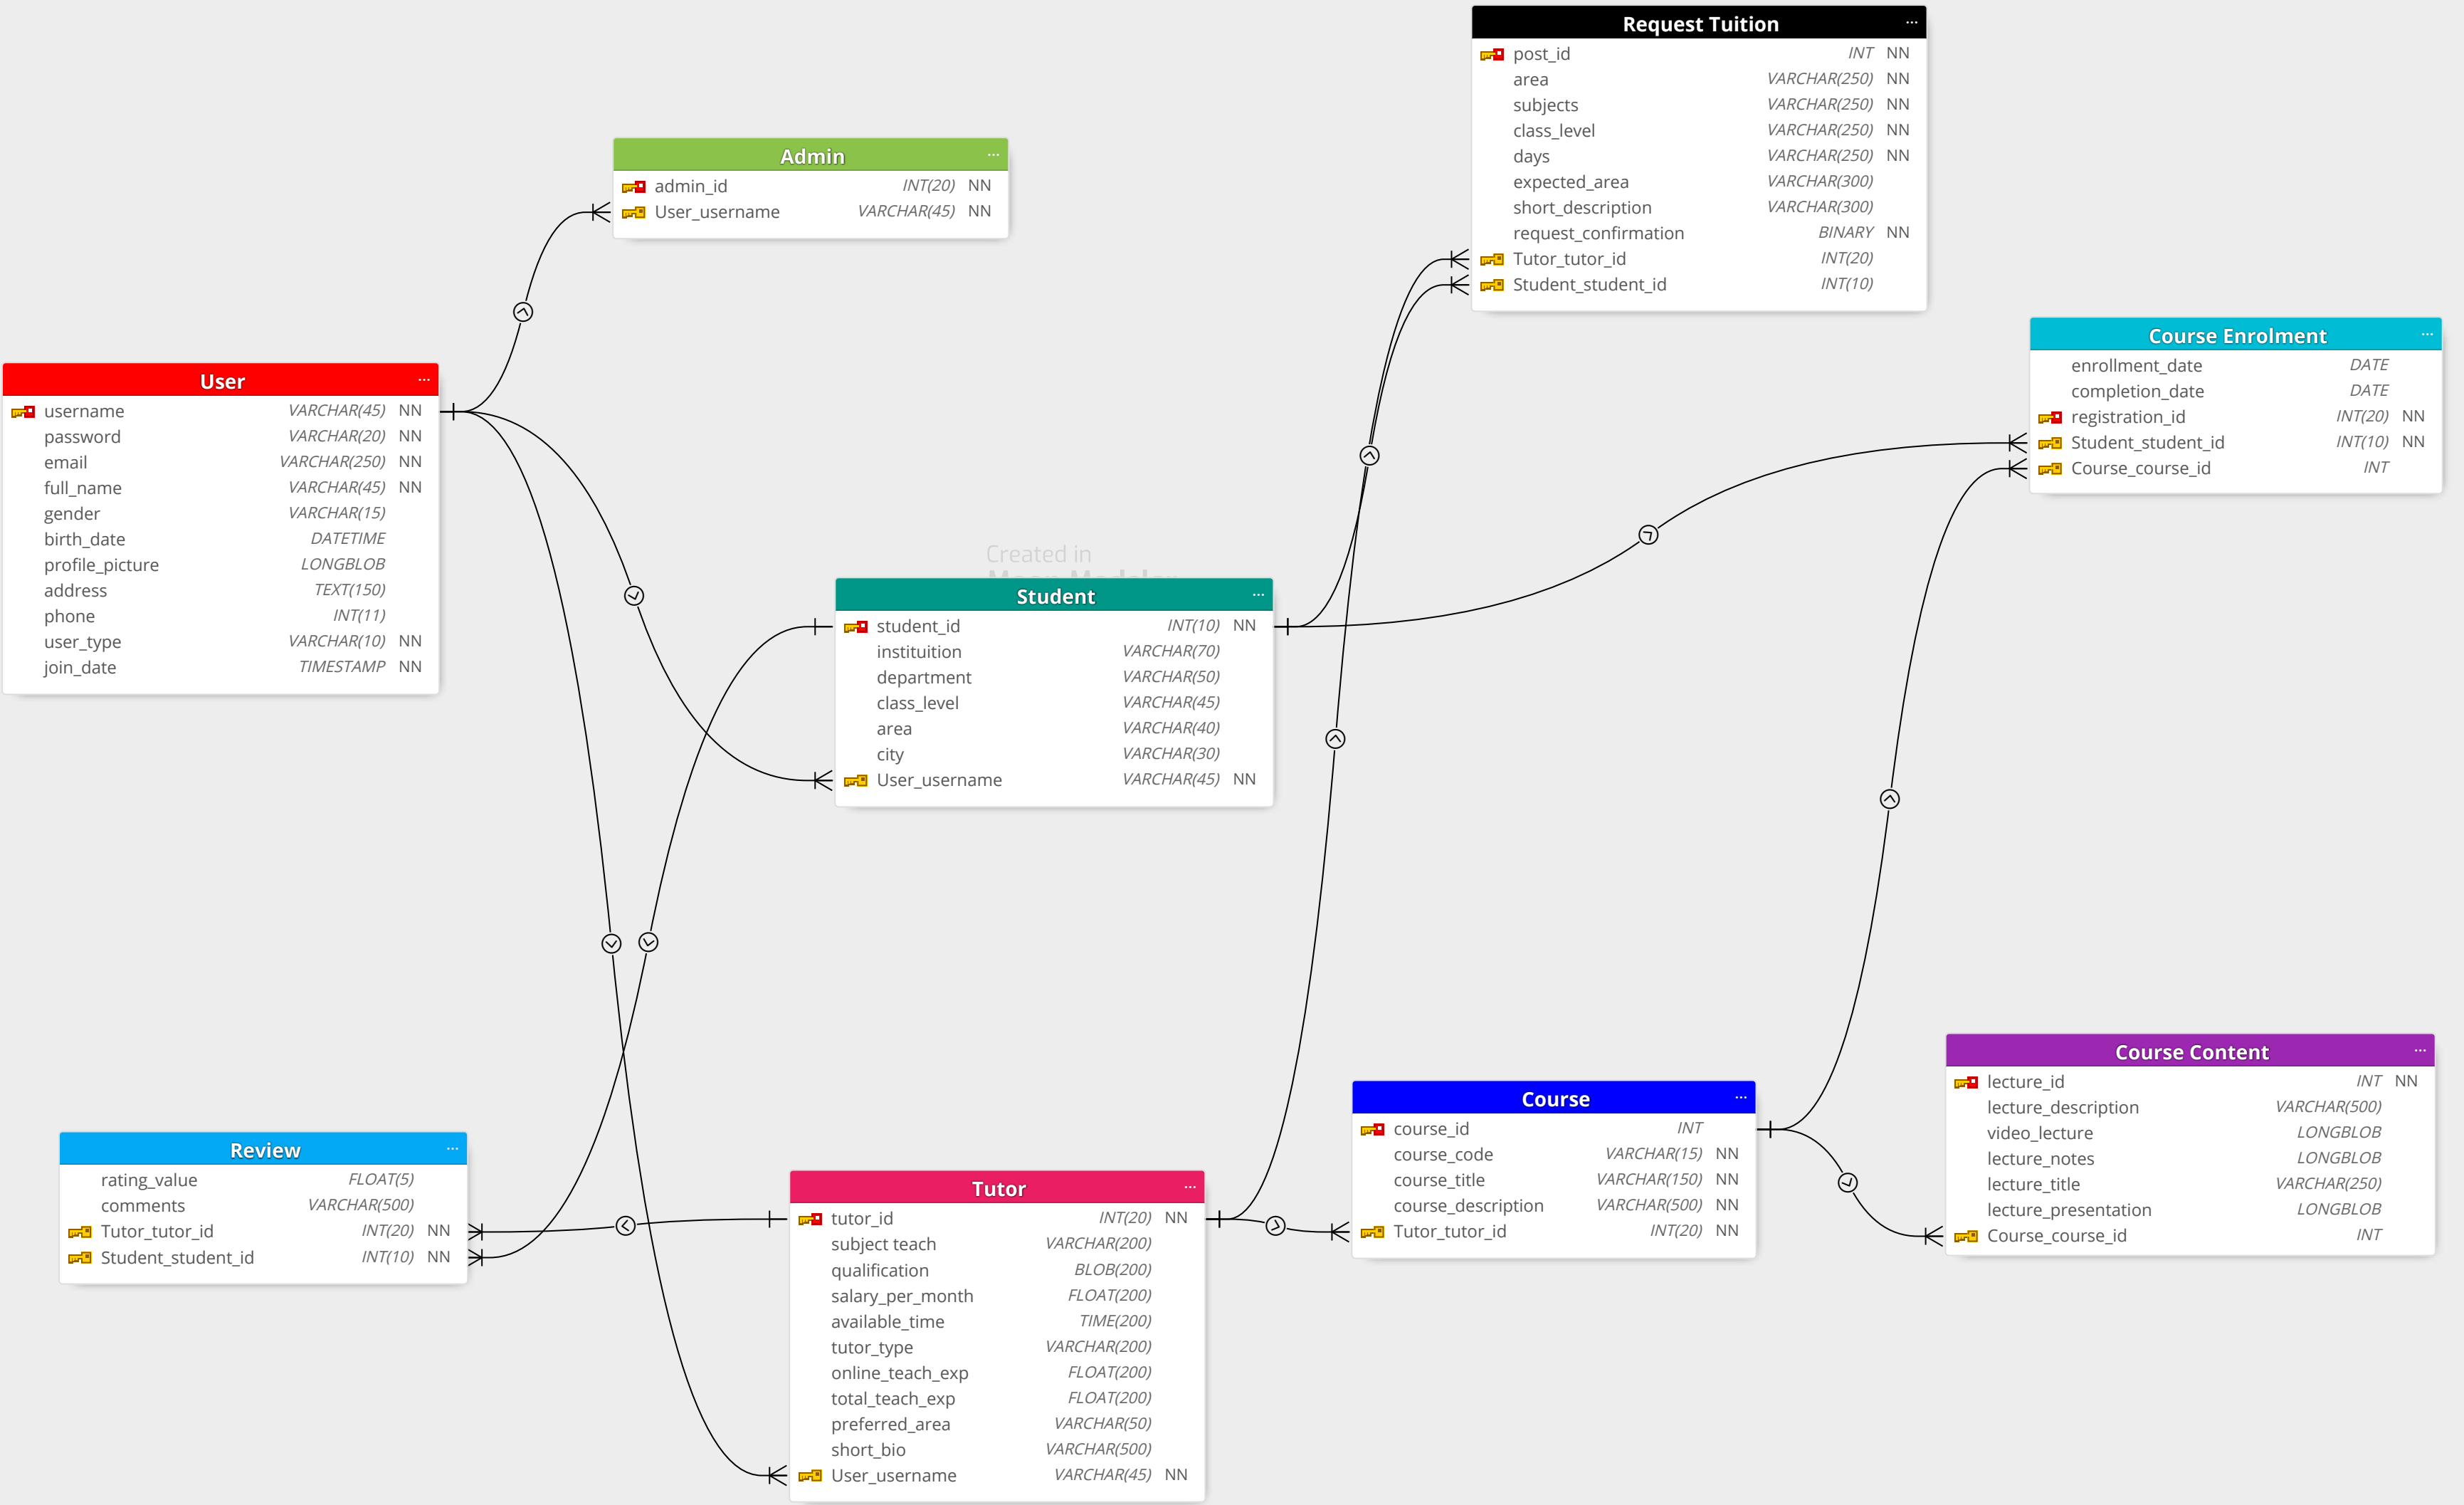 Request Tuition ...
post_id INT NN
area VARCHAR(250) NN
subjects VARCHAR(250) NN
class_level VARCHAR(250) NN
days VARCHAR(250) NN
expected_area VARCHAR(300)
short_description VARCHAR(300)
request_confirmation BINARY NN
Tutor_tutor_id INT(20)
Student_student_id INT(10)
Admin ...
admin_id INT(20) NN
User_username VARCHAR(45) NN
Course Enrolment ...
enrollment_date DATE
completion_date DATE
registration_id INT(20) NN
Student_student_id INT(10) NN
Course_course_id INT
User ...
username VARCHAR(45) NN
password VARCHAR(20) NN
email VARCHAR(250) NN
full_name VARCHAR(45) NN
gender VARCHAR(15)
birth_date DATETIME
profile_picture LONGBLOB
address TEXT(150)
phone INT(11)
user_type VARCHAR(10) NN
join_date TIMESTAMP NN
Created in
Student ...
student_id INT(10) NN
instituition VARCHAR(70)
department VARCHAR(50)
class_level VARCHAR(45)
area VARCHAR(40)
city VARCHAR(30)
User_username VARCHAR(45) NN
Review ...
rating_value FLOAT(5)
comments VARCHAR(500)
Tutor_tutor_id INT(20) NN
Student_student_id INT(10) NN
Tutor ...
tutor_id INT(20) NN
subject teach VARCHAR(200)
qualification BLOB(200)
salary_per_month FLOAT(200)
available_time TIME(200)
tutor_type VARCHAR(200)
online_teach_exp FLOAT(200)
total_teach_exp FLOAT(200)
preferred_area VARCHAR(50)
short_bio VARCHAR(500)
User_username VARCHAR(45) NN
Course ...
course_id INT
course_code VARCHAR(15) NN
course_title VARCHAR(150) NN
course_description VARCHAR(500) NN
Tutor_tutor_id INT(20) NN
Course Content ...
lecture_id INT NN
lecture_description VARCHAR(500)
video_lecture LONGBLOB
lecture_notes LONGBLOB
lecture_title VARCHAR(250)
lecture_presentation LONGBLOB
Course_course_id INT